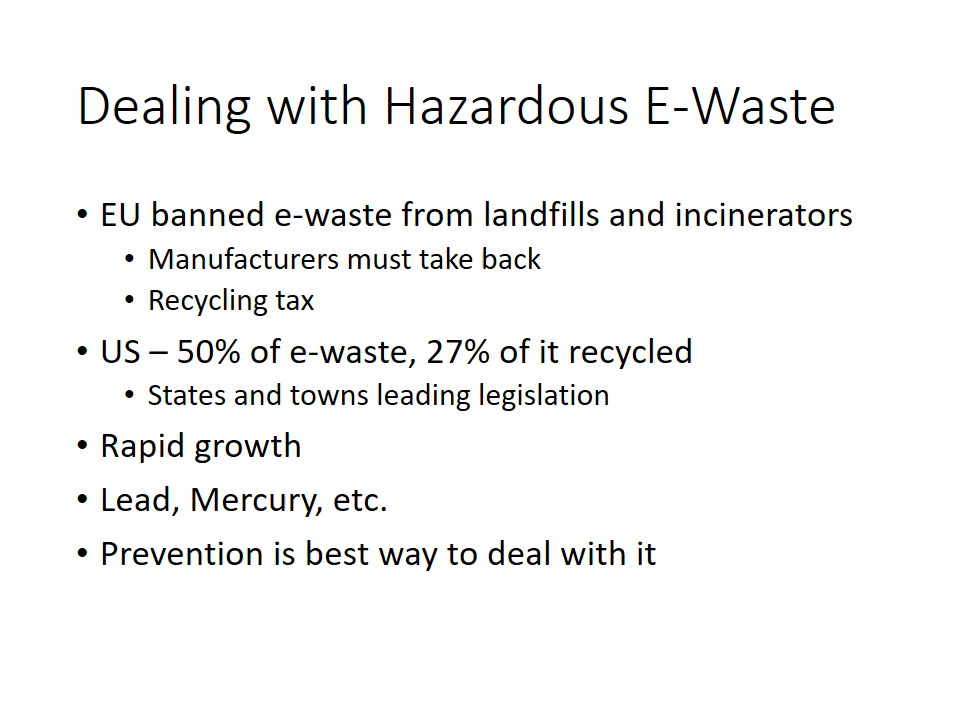 Dealing with Hazardous E-Waste
• EU banned e-waste from landfills and incinerators
• Manufacturers must take back
• Recycling tax
• US – 50% of e-waste, 27% of it recycled
• States and towns leading legislation
• Rapid growth
• Lead, Mercury, etc.
• Prevention is best way to deal with it